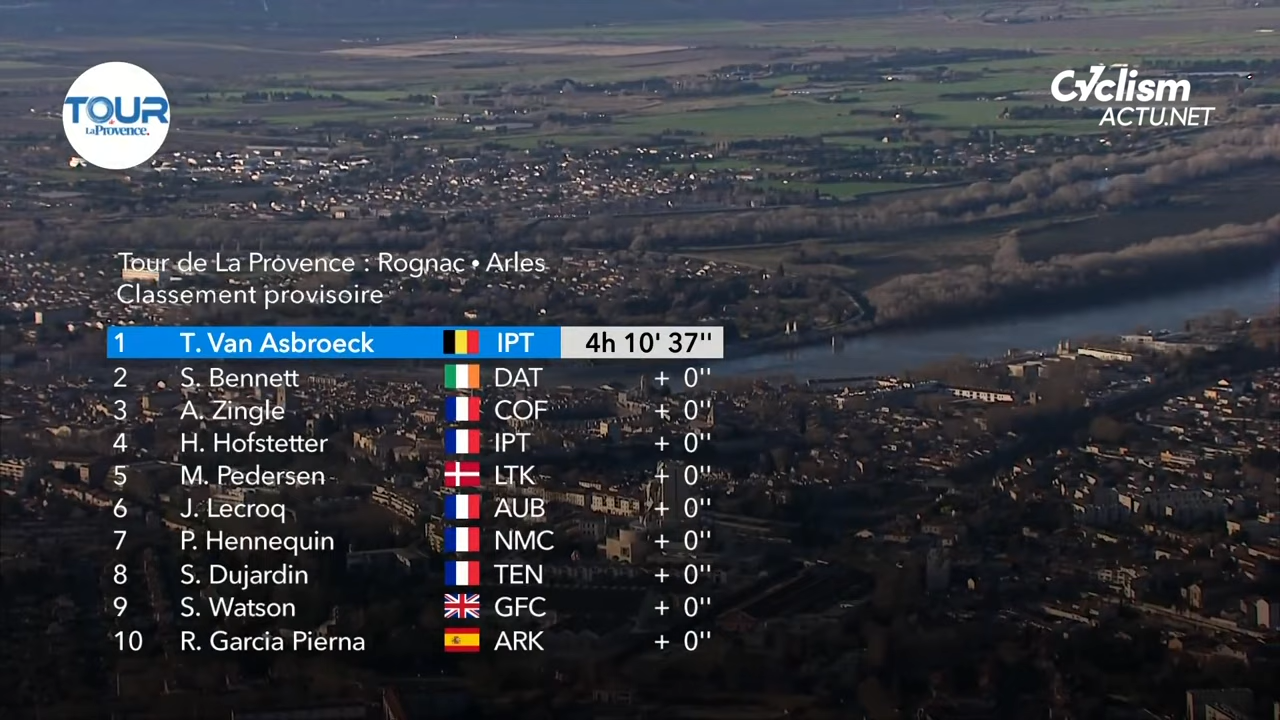 TOUR
La Provence.
Cyclism
ACTU.NET
Tour de La Provence : Rognac • Arles
Classement provisoire
1 T. Van Asbroeck IPT 4h 10' 37''
2 S. Bennett DAT + 0''
3 A. Zingle COF + 0''
4 H. Hofstetter IPT + 0''
5 M. Pedersen LTK + 0''
6 J. Lecroq AUB + 0''
7 P. Hennequin NMC + 0''
8 S. Dujardin TEN + 0''
9 S. Watson GFC + 0''
10 R. Garcia Pierna ARK + 0''